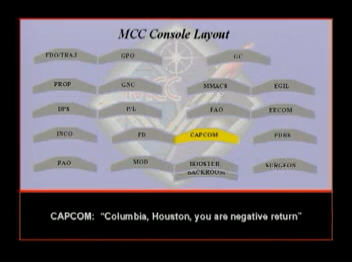 MCC Console Layout
FDO/TRAJ GPO GC
PROP GNC MMACS EGIL
DPS P/L FAO EECOM
INCO FD CAPCOM PDRS
PAO MOD BOOSTER SURGEON
BACKROOM
CAPCOM: "Columbia, Houston, you are negative return"